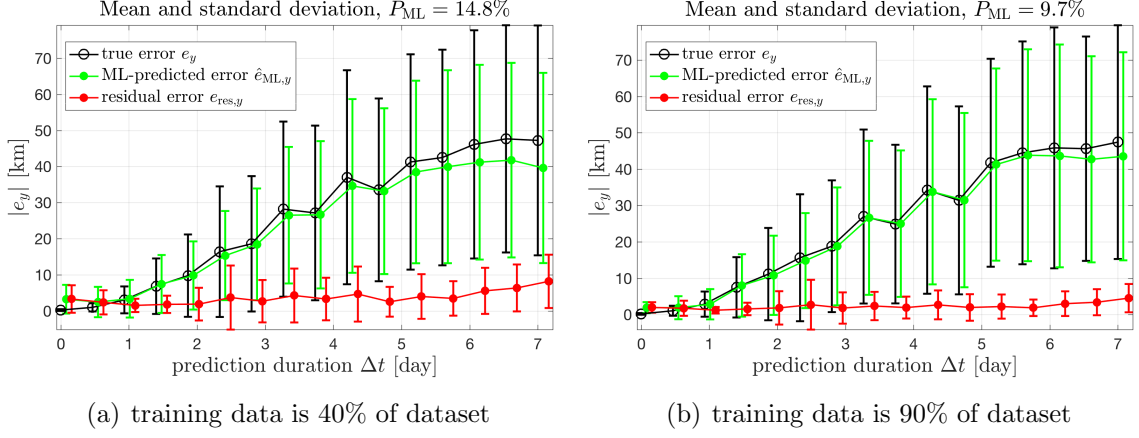 Mean and standard deviation, P_ML = 14.8%
true error e_y
ML-predicted error ê_ML,y
residual error e_res,y
|e_y| [km]
70
60
50
40
30
20
10
0
0 1 2 3 4 5 6 7
prediction duration Δt [day]
(a) training data is 40% of dataset
Mean and standard deviation, P_ML = 9.7%
true error e_y
ML-predicted error ê_ML,y
residual error e_res,y
|e_y| [km]
70
60
50
40
30
20
10
0
0 1 2 3 4 5 6 7
prediction duration Δt [day]
(b) training data is 90% of dataset